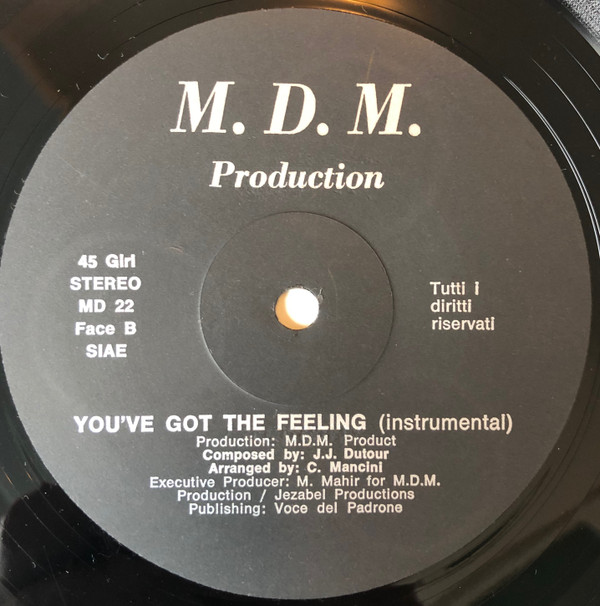 M. D. M.
Production
45 Giri
STEREO
MD 22
Face B
SIAE
Tutti i
diritti
riservati
YOU'VE GOT THE FEELING (instrumental)
Production: M.D.M. Product
Composed by: J.J. Dutour
Arranged by: C. Mancini
Executive Producer: M. Mahir for M.D.M.
Production / Jezabel Productions
Publishing: Voce del Padrone